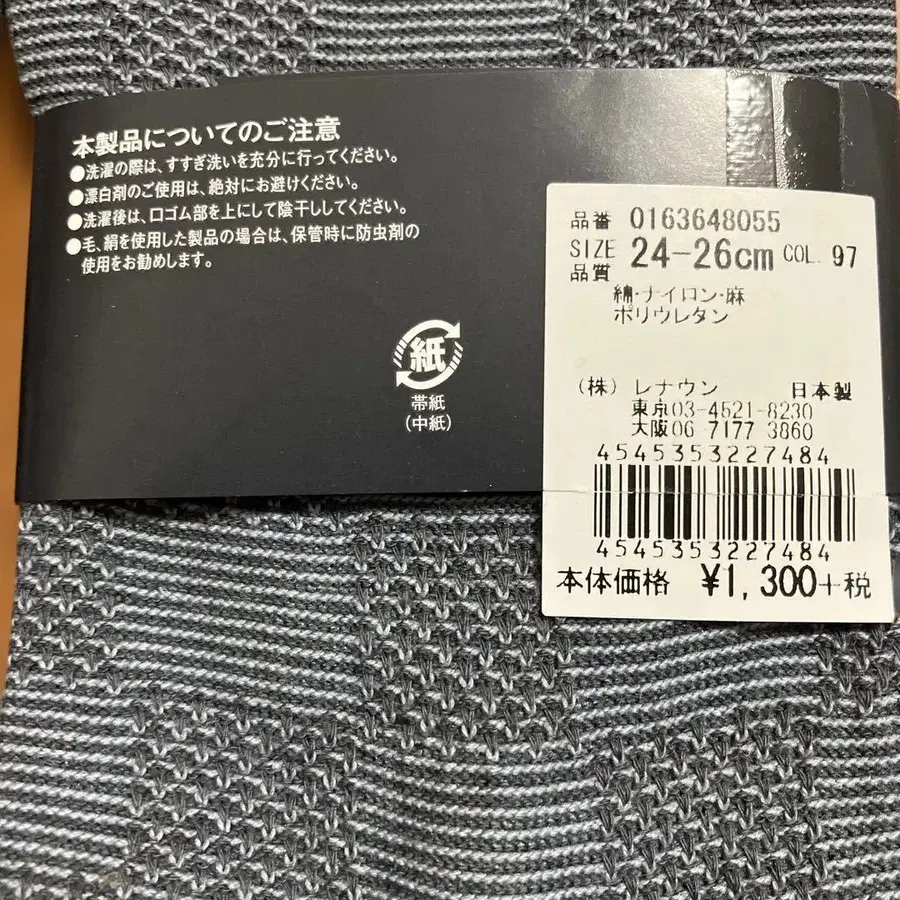 本製品についてのご注意
●洗濯の際は、すすぎ洗いを充分に行ってください。
●漂白剤のご使用は、絶対にお避けください。
●洗濯後は、口ゴム部を上にして陰干ししてください。
●毛、絹を使用した製品の場合は、保管時に防虫剤の
使用をお勧めします。
紙
帯紙
(中紙)
品番 0163648055
SIZE 24-26cm COL. 97
品質
綿・ナイロン・麻
ポリウレタン
(株) レナウン 日本製
東京03-4521-8230
大阪06 7177 3860
4545353227484
4545353227484
本体価格 ¥1,300+税